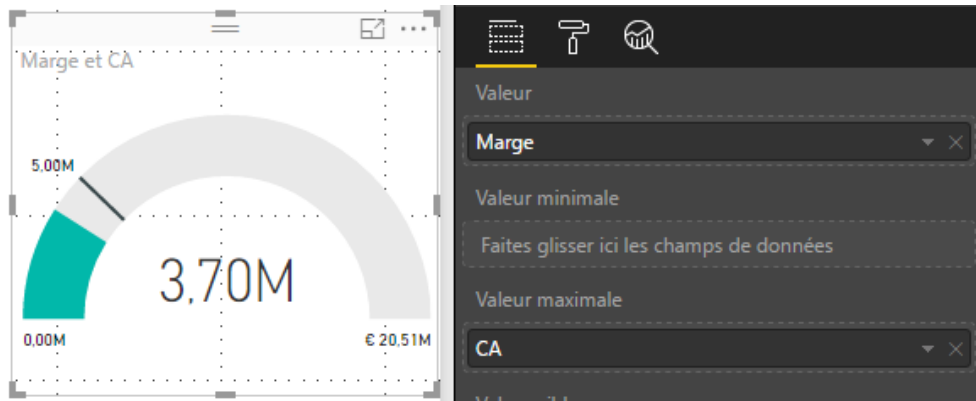 Marge et CA
5,00M
3,70M
0,00M
€ 20,51M
Valeur
Marge
Valeur minimale
Faites glisser ici les champs de données
Valeur maximale
CA